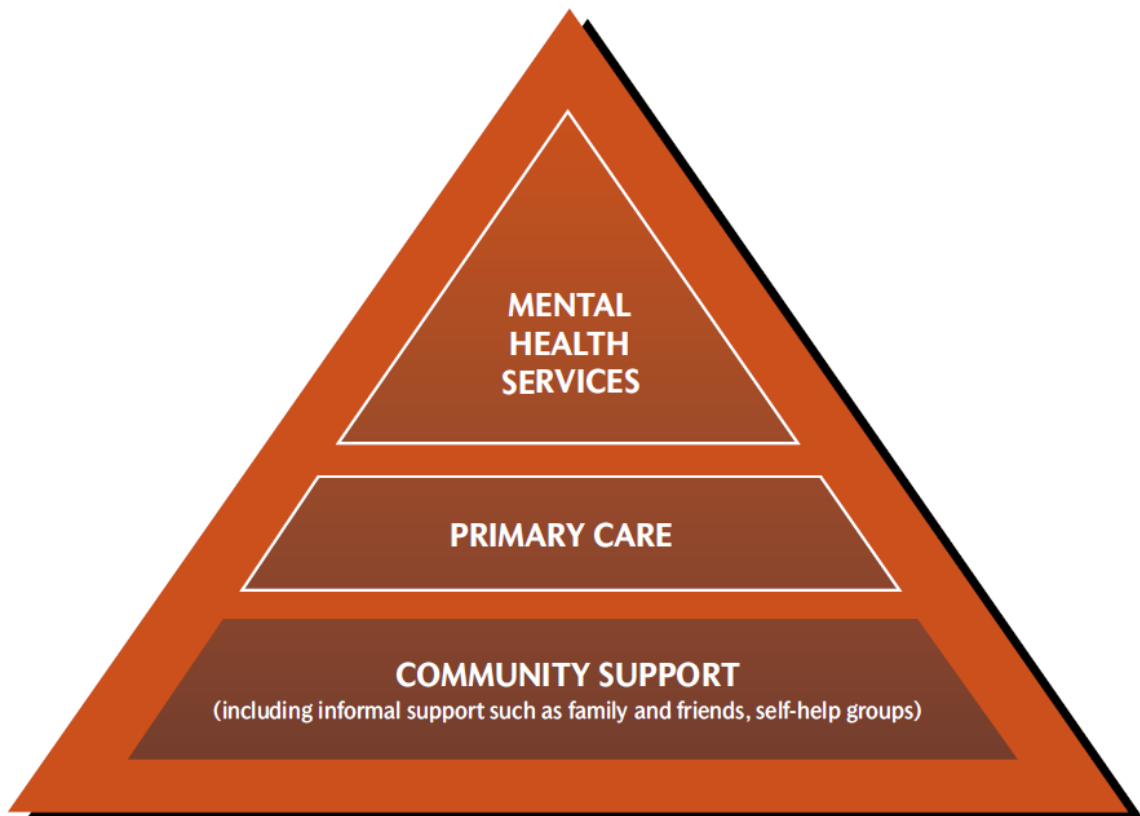 MENTAL
HEALTH
SERVICES
PRIMARY CARE
COMMUNITY SUPPORT
(including informal support such as family and friends, self-help groups)